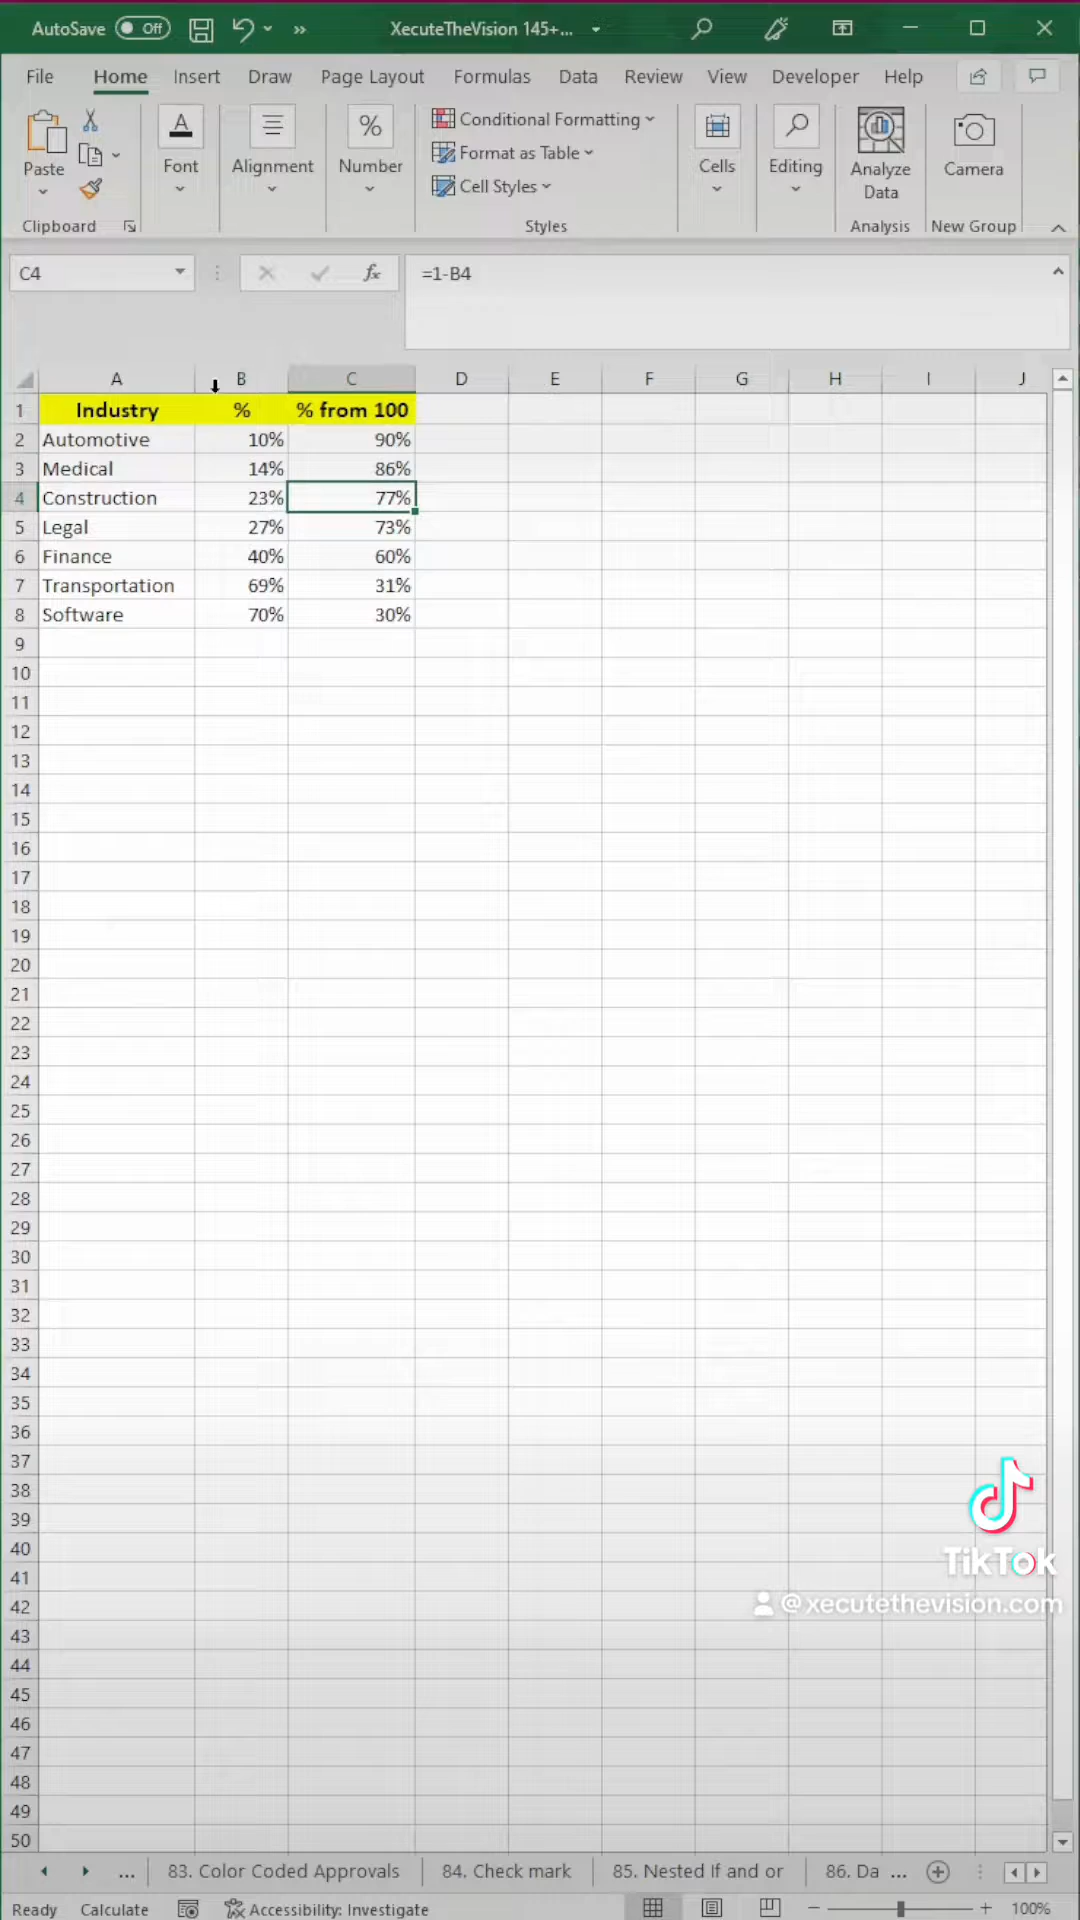 AutoSave Off XecuteTheVision 145+...
File Home Insert Draw Page Layout Formulas Data Review View Developer Help
Paste Font Alignment Number Conditional Formatting Format as Table Cell Styles Cells Editing Analyze Data Camera
Clipboard Styles Analysis New Group
C4 fx =1-B4
A B C D E F G H I J
1 Industry % % from 100
2 Automotive 10% 90%
3 Medical 14% 86%
4 Construction 23% 77%
5 Legal 27% 73%
6 Finance 40% 60%
7 Transportation 69% 31%
8 Software 70% 30%
9
10
11
12
13
14
15
16
17
18
19
20
21
22
23
24
25
26
27
28
29
30
31
32
33
34
35
36
37
38
39
40
41
42
43
44
45
46
47
48
49
50
TikTok
@xecutethevision.com
... 83. Color Coded Approvals 84. Check mark 85. Nested If and or 86. Da ...
Ready Calculate Accessibility: Investigate 100%